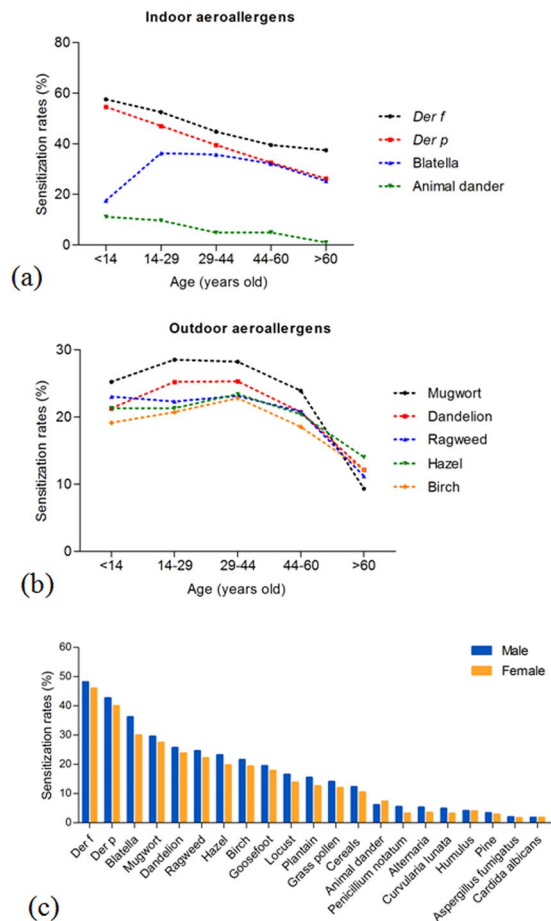 Indoor aeroallergens
Sensitization rates (%)
80
60
40
20
0
<14 14-29 29-44 44-60 >60
Age (years old)
Der f
Der p
Blatella
Animal dander
(a)
Outdoor aeroallergens
Sensitization rates (%)
30
20
10
0
<14 14-29 29-44 44-60 >60
Age (years old)
Mugwort
Dandelion
Ragweed
Hazel
Birch
(b)
Sensitization rates (%)
60
50
40
30
20
10
0
Male
Female
Der f
Der p
Blatella
Mugwort
Dandelion
Ragweed
Hazel
Birch
Goosefoot
Locust
Plantain
Grass pollen
Cereals
Animal dander
Penicillium notatum
Alternaria
Curvularia lunata
Humulus
Pine
Aspergillus fumigatus
Cardida albicans
(c)